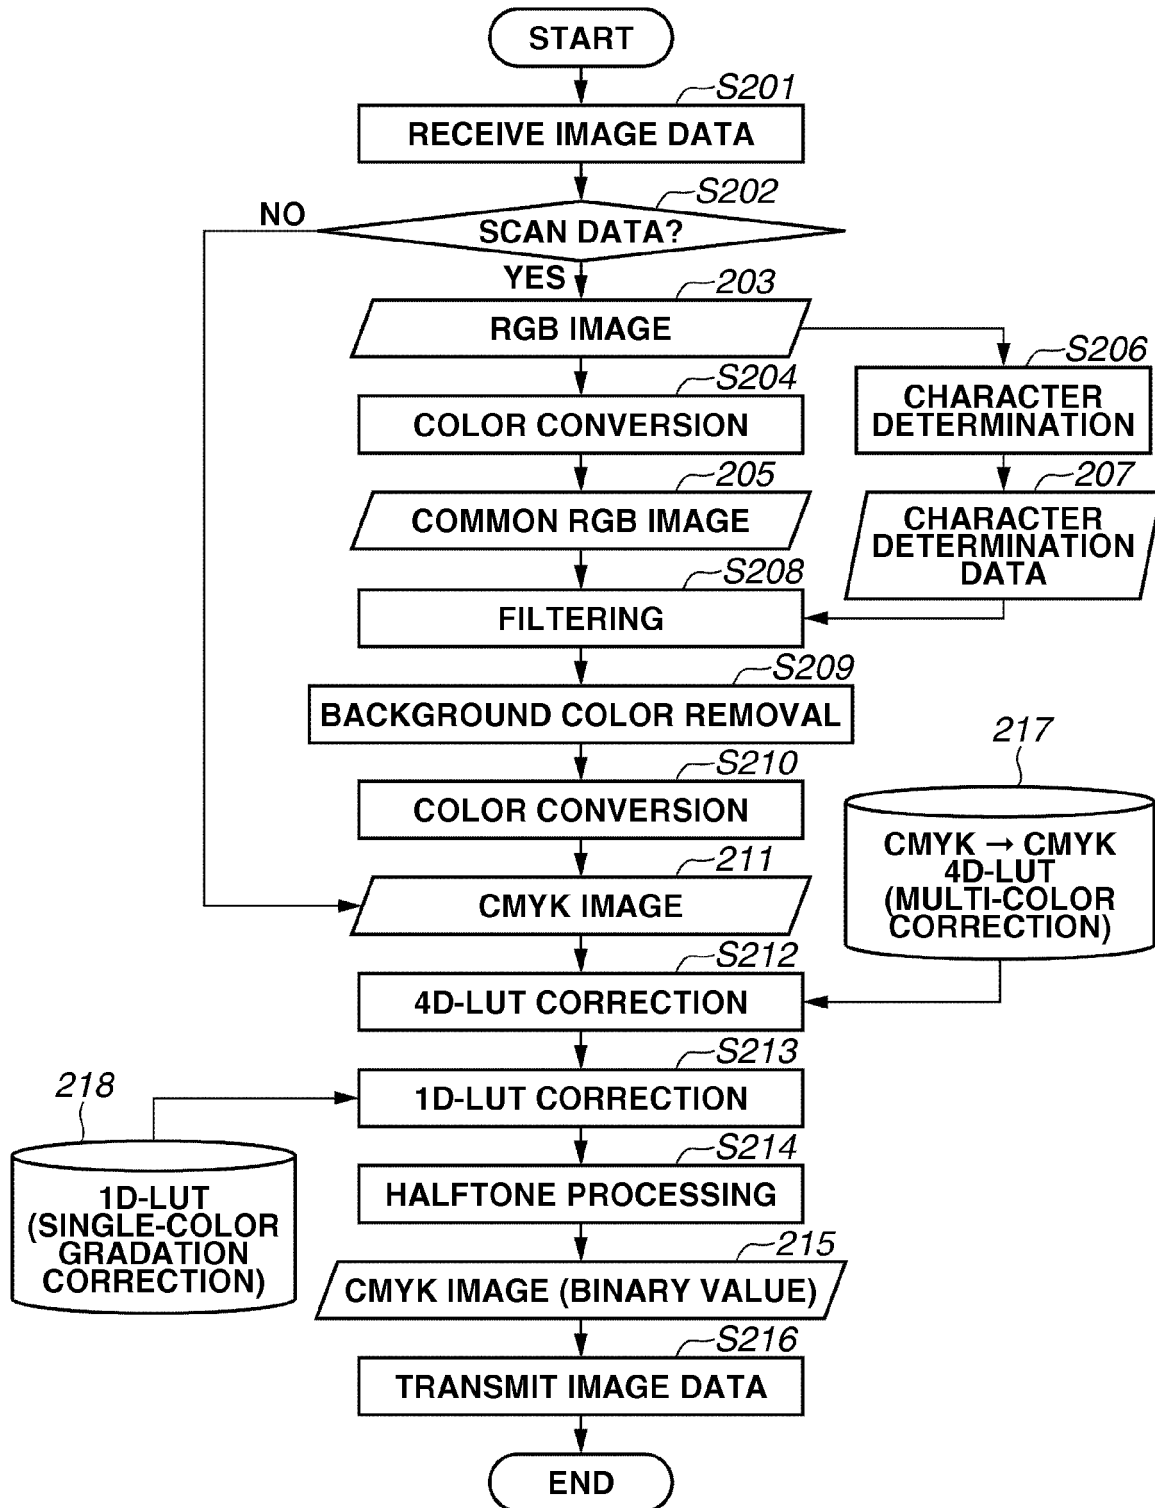 START
S201
RECEIVE IMAGE DATA
S202
NO
SCAN DATA?
YES
203
RGB IMAGE
S204
COLOR CONVERSION
S206
CHARACTER
DETERMINATION
205
COMMON RGB IMAGE
207
CHARACTER
DETERMINATION
DATA
S208
FILTERING
S209
BACKGROUND COLOR REMOVAL
S210
COLOR CONVERSION
217
CMYK → CMYK
4D-LUT
(MULTI-COLOR
CORRECTION)
211
CMYK IMAGE
S212
4D-LUT CORRECTION
S213
1D-LUT CORRECTION
218
1D-LUT
(SINGLE-COLOR
GRADATION
CORRECTION)
S214
HALFTONE PROCESSING
215
CMYK IMAGE (BINARY VALUE)
S216
TRANSMIT IMAGE DATA
END